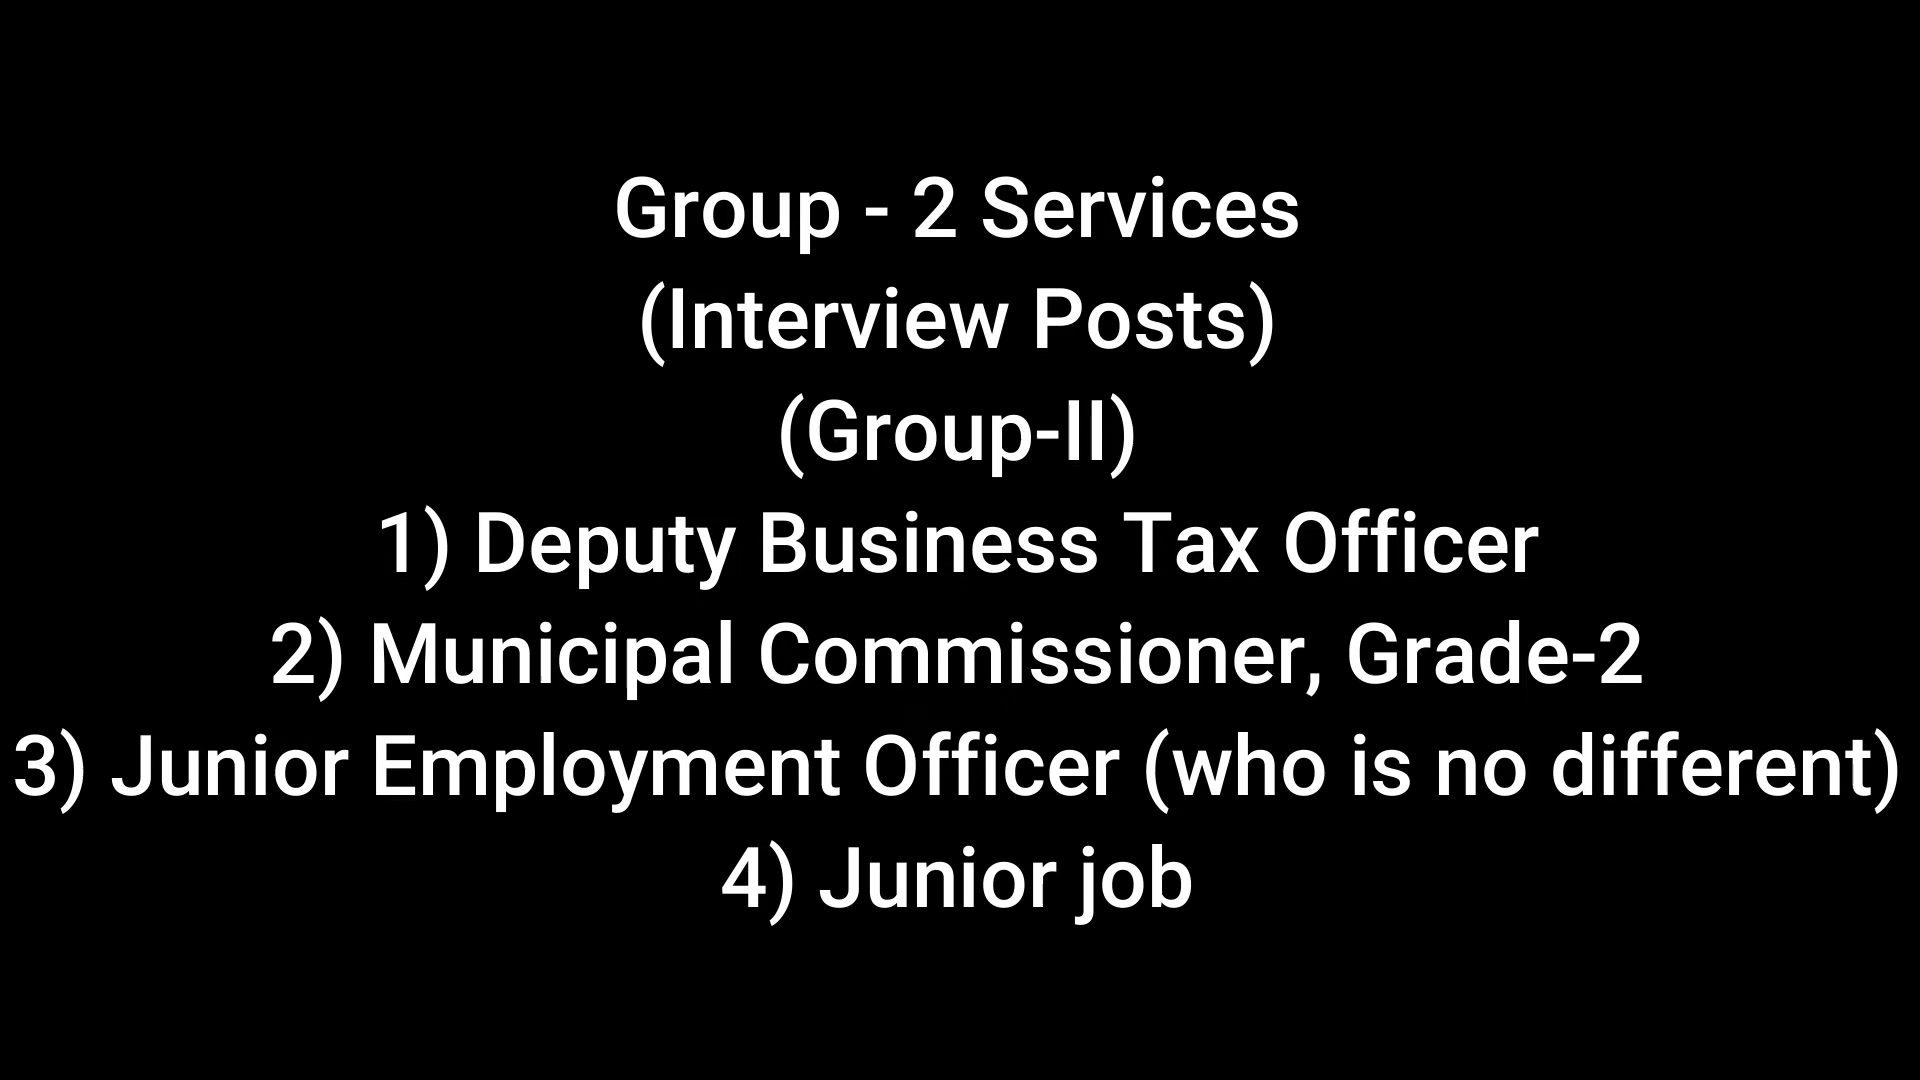 Group - 2 Services
(Interview Posts)
(Group-II)
1) Deputy Business Tax Officer
2) Municipal Commissioner, Grade-2
3) Junior Employment Officer (who is no different)
4) Junior job